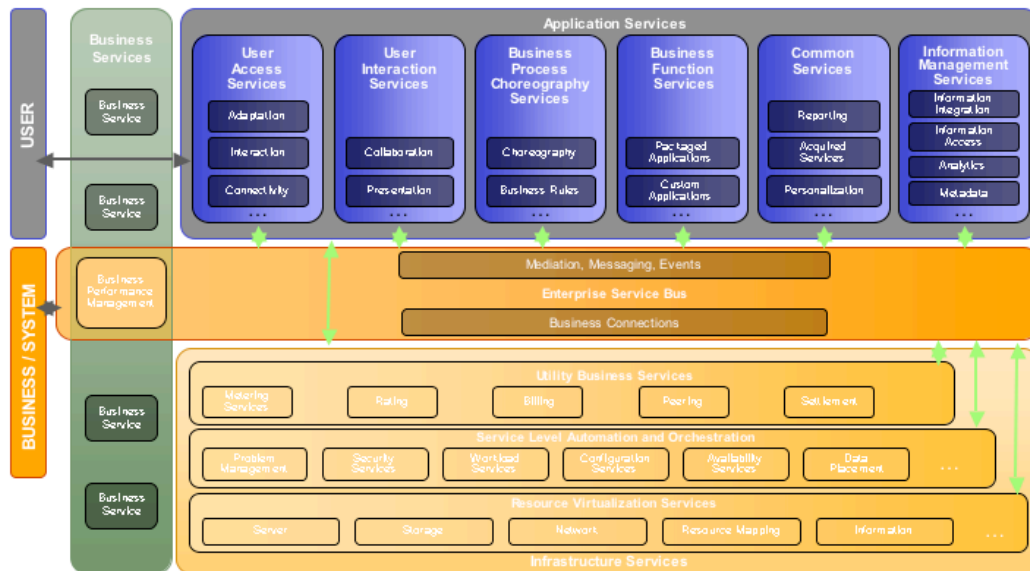 USER
BUSINESS / SYSTEM
Business
Services
Business
Service
Business
Service
Business
Performance
Management
Business
Service
Business
Service
Application Services
User
Access
Services
Adaptation
Interaction
Connectivity
...
User
Interaction
Services
Collaboration
Presentation
...
Business
Process
Choreography
Services
Choreography
Business Rules
...
Business
Function
Services
Packaged
Applications
Custom
Applications
...
Common
Services
Reporting
Acquired
Services
Personalization
...
Information
Management
Services
Information
Integration
Information
Access
Analytics
Metadata
...
Mediation, Messaging, Events
Enterprise Service Bus
Business Connections
Utility Business Services
Metering
Services
Rating
Billing
Peering
Settlement
Service Level Automation and Orchestration
Problem
Management
Security
Services
Workload
Services
Configuration
Services
Availability
Services
Data
Placement
...
Resource Virtualization Services
Server
Storage
Network
Resource Mapping
Information
...
Infrastructure Services